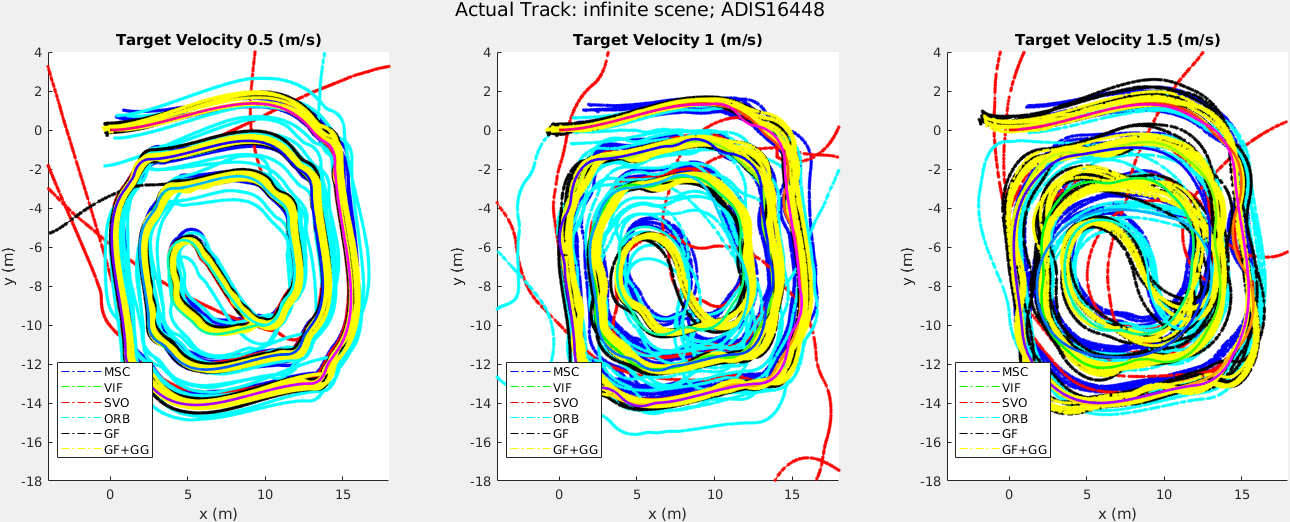 Actual Track: infinite scene; ADIS16448
Target Velocity 0.5 (m/s)
4
2
0
-2
-4
-6
-8
-10
-12
-14
-16
-18
y (m)
0
5
10
15
x (m)
MSC
VIF
SVO
ORB
GF
GF+GG
Target Velocity 1 (m/s)
4
2
0
-2
-4
-6
-8
-10
-12
-14
-16
-18
y (m)
0
5
10
15
x (m)
MSC
VIF
SVO
ORB
GF
GF+GG
Target Velocity 1.5 (m/s)
4
2
0
-2
-4
-6
-8
-10
-12
-14
-16
-18
y (m)
0
5
10
15
x (m)
MSC
VIF
SVO
ORB
GF
GF+GG